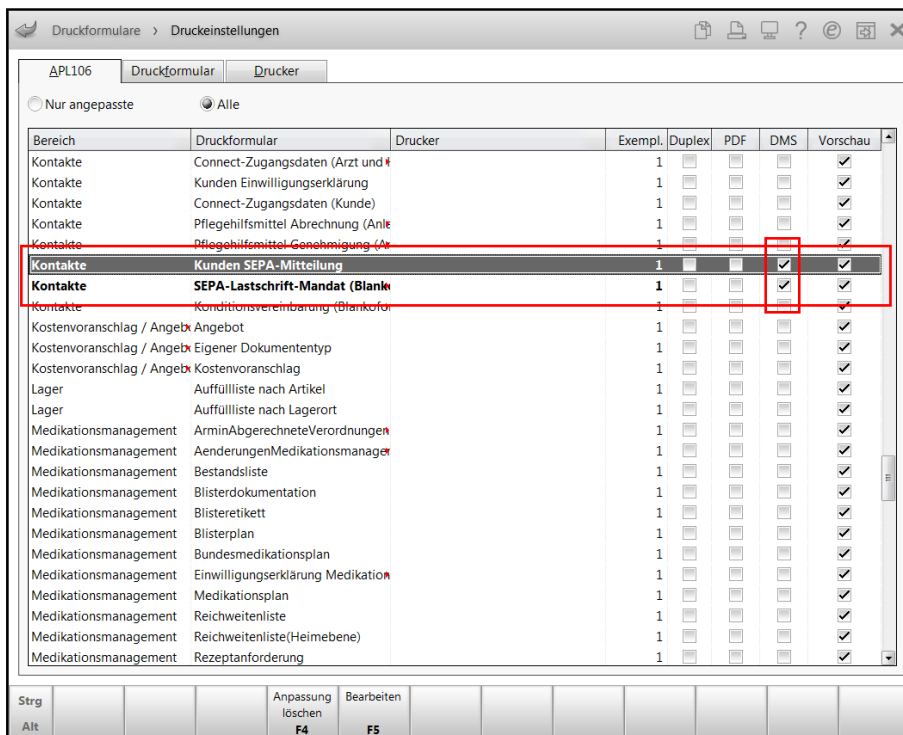 Druckformulare > Druckeinstellungen
APL106 Druckformular Drucker
Nur angepasste Alle
Bereich Druckformular Drucker Exempl. Duplex PDF DMS Vorschau
Kontakte Connect-Zugangsdaten (Arzt und 1
Kontakte Kunden Einwilligungserklärung 1
Kontakte Connect-Zugangsdaten (Kunde) 1
Kontakte Pflegehilfsmittel Abrechnung (Anl 1
Kontakte Pflegehilfsmittel Genehmigung 1
Kontakte Kunden SEPA-Mitteilung 1
Kontakte SEPA-Lastschrift-Mandat (Blank 1
Kontakte Konditionsvereinbarung (Blankofo 1
Kostenvoranschlag / Angeb Angebot 1
Kostenvoranschlag / Angeb Eigener Dokumententyp 1
Kostenvoranschlag / Angeb Kostenvoranschlag 1
Lager Auffüllliste nach Artikel 1
Lager Auffüllliste nach Lagerort 1
Medikationsmanagement ArminAbgerechneteVerordnungen 1
Medikationsmanagement AenderungenMedikationsmanage 1
Medikationsmanagement Bestandsliste 1
Medikationsmanagement Blisterdokumentation 1
Medikationsmanagement Blisteretikett 1
Medikationsmanagement Blisterplan 1
Medikationsmanagement Bundesmedikationsplan 1
Medikationsmanagement Einwilligungserklärung Medikation 1
Medikationsmanagement Medikationsplan 1
Medikationsmanagement Reichweitenliste 1
Medikationsmanagement Reichweitenliste(Heimebene) 1
Medikationsmanagement Rezeptanforderung 1
Strg Anpassung Bearbeiten
löschen
Alt F4 F5